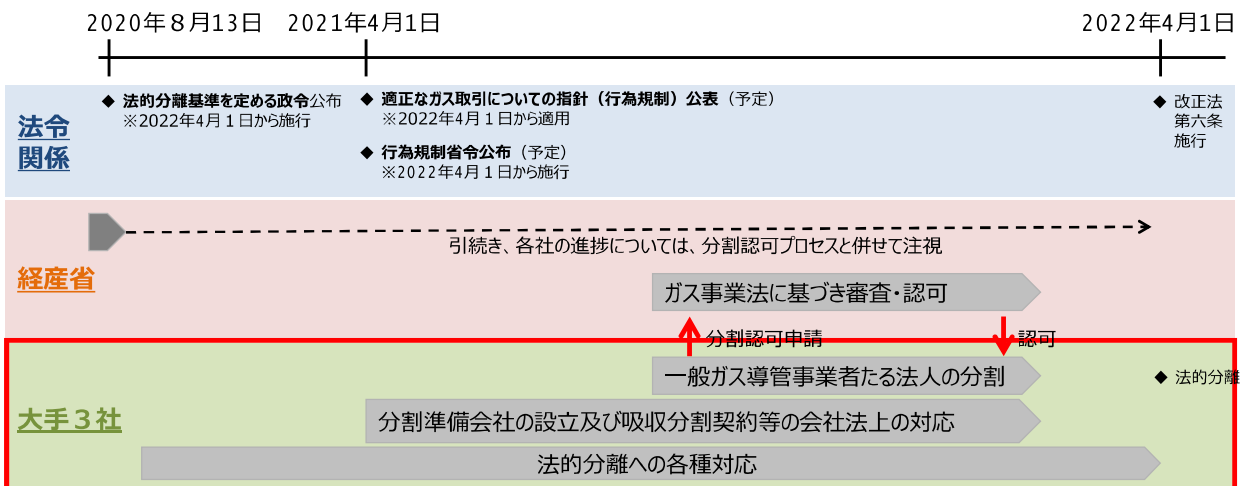 2020年８月13日 2021年4月1日 2022年4月1日
法令
関係
◆ 法的分離基準を定める政令公布
※2022年4月１日から施行
◆ 適正なガス取引についての指針（行為規制）公表（予定）
※2022年4月１日から適用
◆ 行為規制省令公布（予定）
※2022年4月１日から施行
◆ 改正法
第六条
施行
経産省
引続き、各社の進捗については、分割認可プロセスと併せて注視
ガス事業法に基づき審査・認可
分割認可申請
認可
大手３社
一般ガス導管事業者たる法人の分割
◆ 法的分離
分割準備会社の設立及び吸収分割契約等の会社法上の対応
法的分離への各種対応